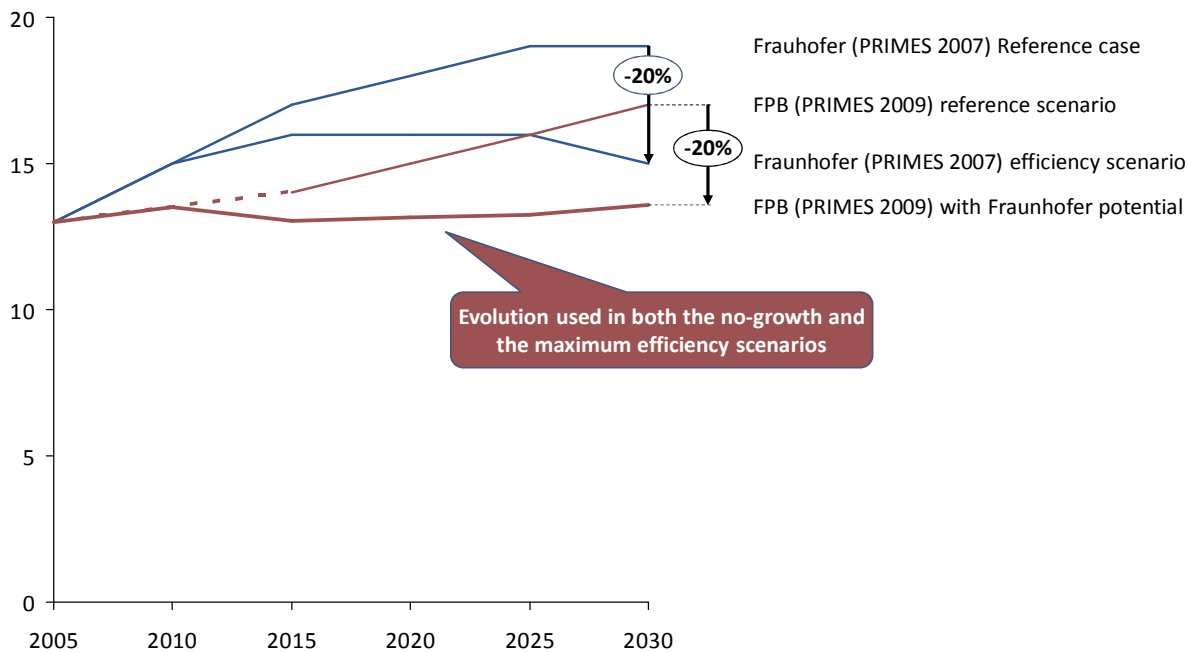 20
15
10
5
0
2005
2010
2015
2020
2025
2030
-20%
-20%
Frauhofer (PRIMES 2007) Reference case
FPB (PRIMES 2009) reference scenario
Fraunhofer (PRIMES 2007) efficiency scenario
FPB (PRIMES 2009) with Fraunhofer potential
Evolution used in both the no-growth and
the maximum efficiency scenarios